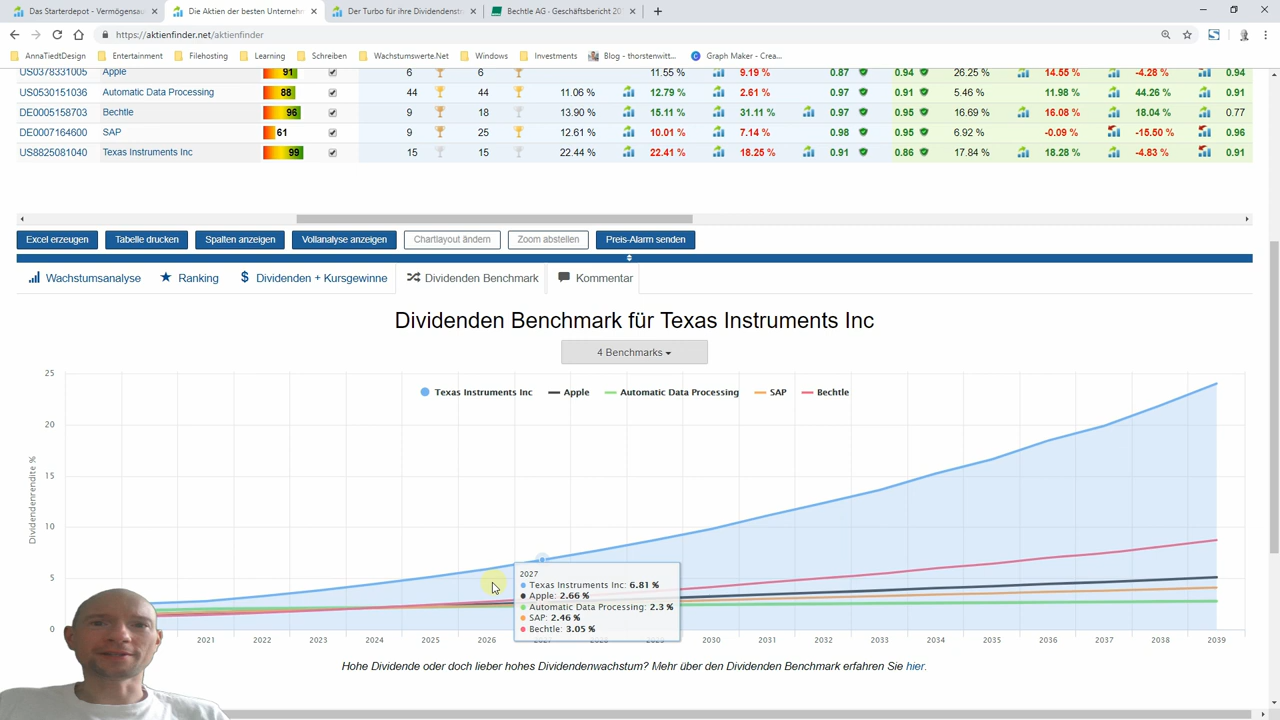 Das Starterdepot - Vermögensau
Die Aktien der besten Unternehm
Der Turbo für ihre Dividendenst
Bechtle AG - Geschäftsbericht 20
https://aktienfinder.net/aktienfinder
AnnaTiedtDesign
Entertainment
Filehosting
Learning
Schreiben
Wachstumswerte.Net
Windows
Investments
Blog - thorstenwitt...
Graph Maker - Crea...
US0378331005 Apple 91 6 6 11.55 % 9.19 % 0.87 0.94 26.25 % 14.55 % -4.28 % 0.94
US0530151036 Automatic Data Processing 88 44 44 11.06 % 12.79 % 2.61 % 0.97 0.91 5.46 % 11.98 % 44.26 % 0.91
DE0005158703 Bechtle 96 9 18 13.90 % 15.11 % 31.11 % 0.97 0.95 16.69 % 16.08 % 18.04 % 0.77
DE0007164600 SAP 61 9 25 12.61 % 10.01 % 7.14 % 0.98 0.95 6.92 % -0.09 % -15.50 % 0.96
US8825081040 Texas Instruments Inc 99 15 15 22.44 % 22.41 % 18.25 % 0.91 0.86 17.84 % 18.28 % -4.83 % 0.91
Excel erzeugen
Tabelle drucken
Spalten anzeigen
Vollanalyse anzeigen
Chartlayout ändern
Zoom abstellen
Preis-Alarm senden
Wachstumsanalyse
Ranking
Dividenden + Kursgewinne
Dividenden Benchmark
Kommentar
Dividenden Benchmark für Texas Instruments Inc
4 Benchmarks
Texas Instruments Inc
Apple
Automatic Data Processing
SAP
Bechtle
Dividendenrendite %
25
20
15
10
5
0
2027
Texas Instruments Inc: 6.81 %
Apple: 2.66 %
Automatic Data Processing: 2.3 %
SAP: 2.46 %
Bechtle: 3.05 %
2021 2022 2023 2024 2025 2026 2030 2031 2032 2033 2034 2035 2036 2037 2038 2039
Hohe Dividende oder doch lieber hohes Dividendenwachstum? Mehr über den Dividenden Benchmark erfahren Sie hier.